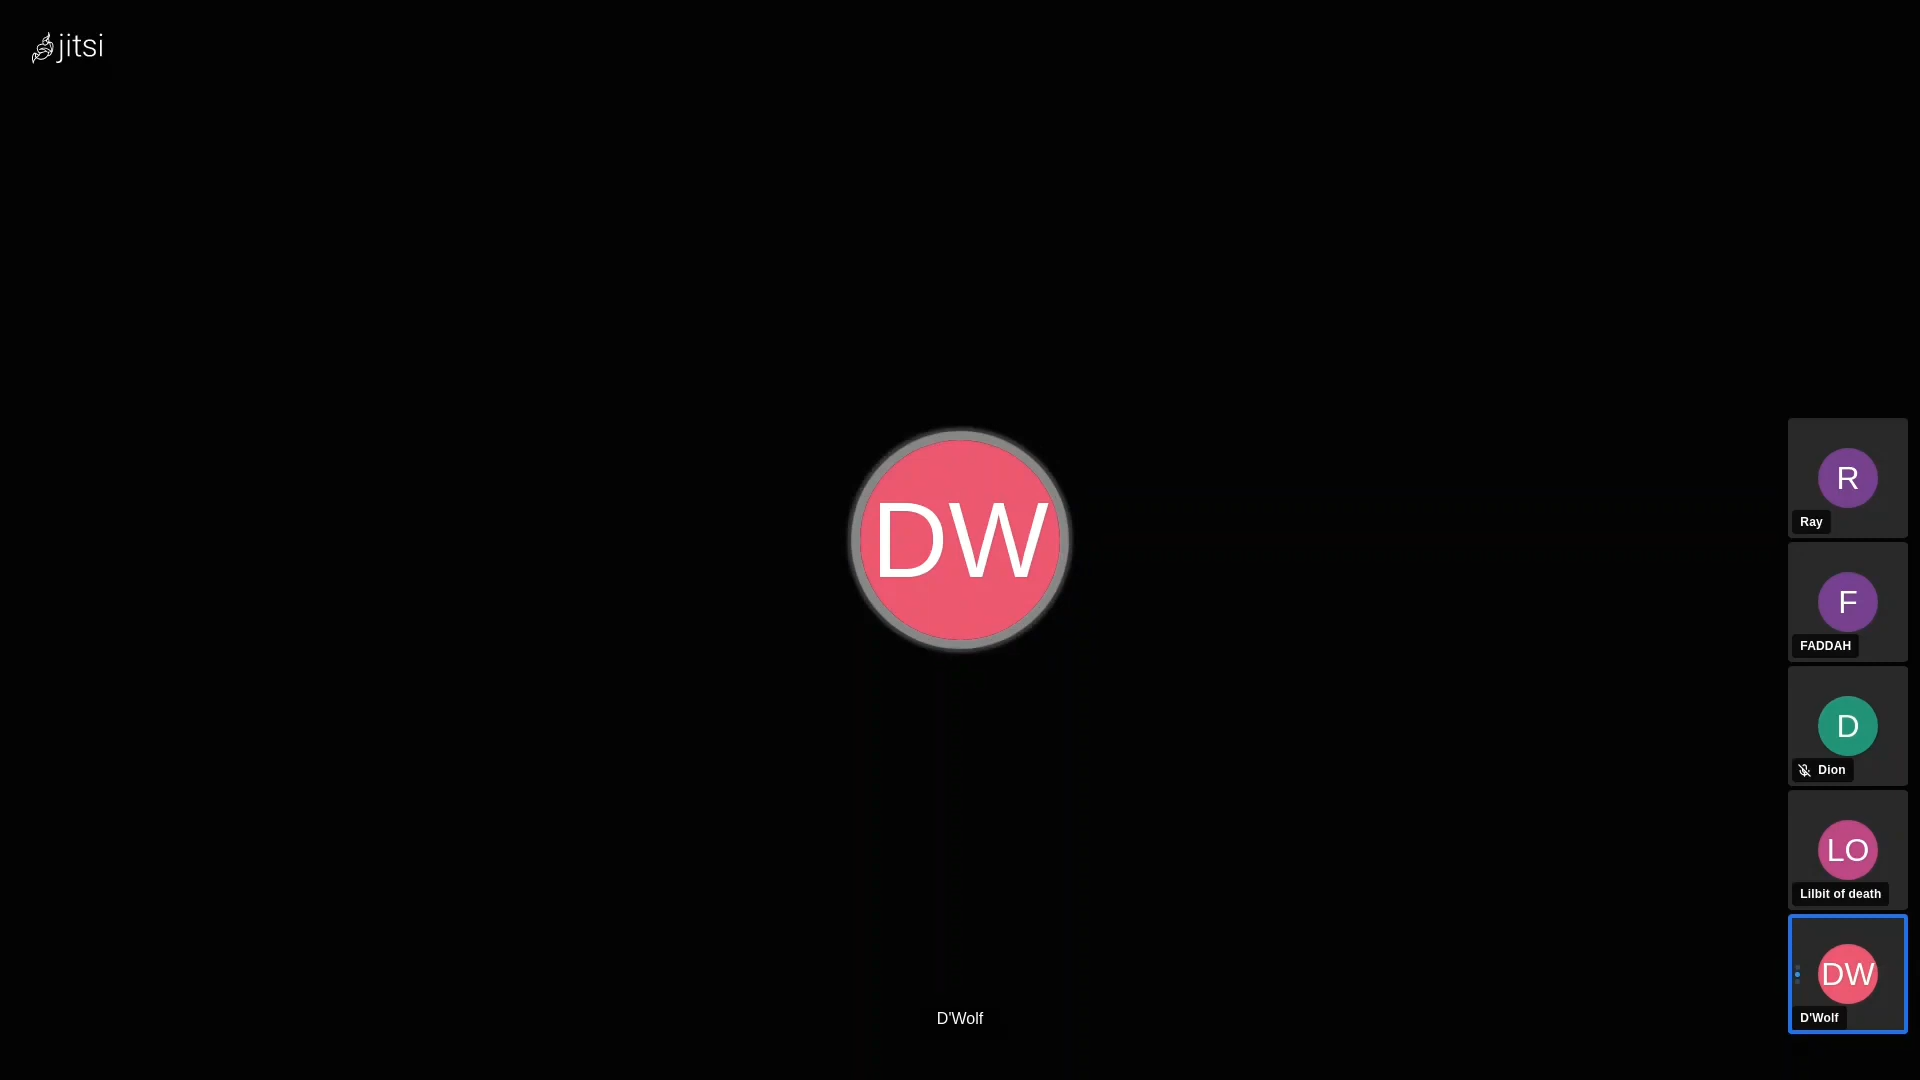 jitsi
DW
D'Wolf
R
Ray
F
FADDAH
D
Dion
LO
Lilbit of death
DW
D'Wolf